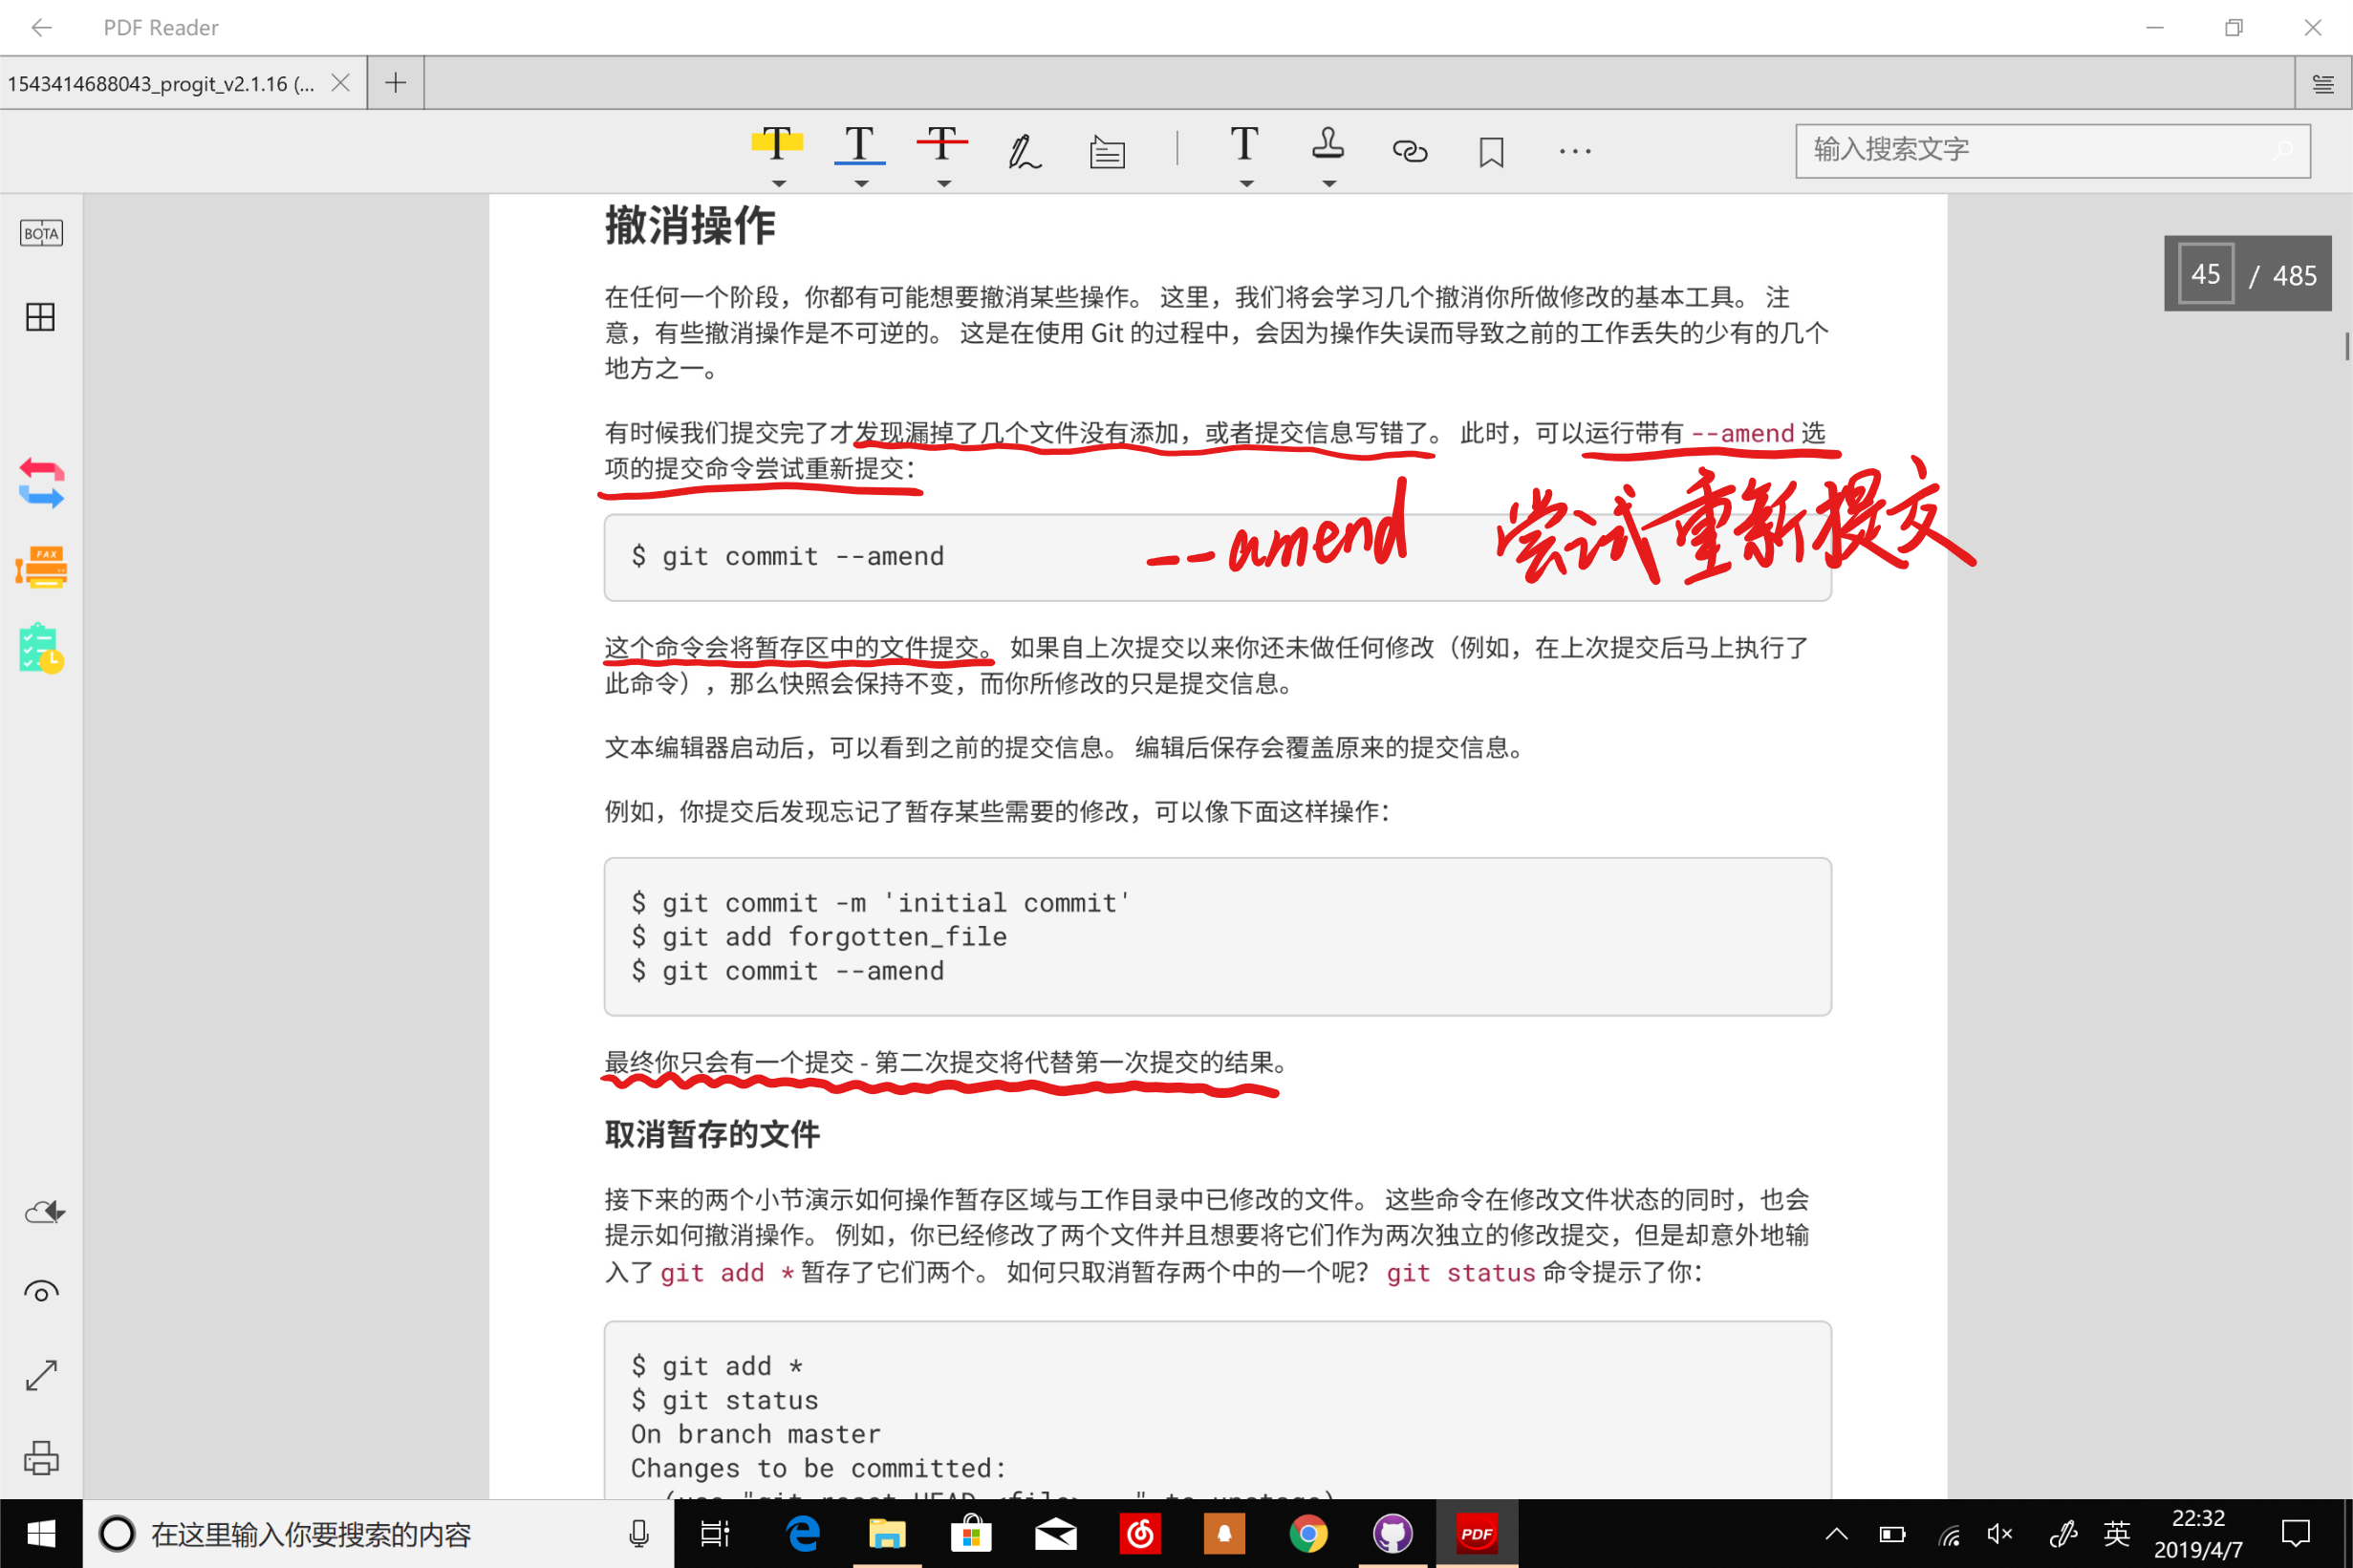 PDF Reader
1543414688043_progit_v2.1.16 (...
T T T T ...
输入搜索文字
BOTA
FAX
45 / 485
撤消操作
在任何一个阶段，你都有可能想要撤消某些操作。 这里，我们将会学习几个撤消你所做修改的基本工具。 注
意，有些撤消操作是不可逆的。 这是在使用 Git 的过程中，会因为操作失误而导致之前的工作丢失的少有的几个
地方之一。
有时候我们提交完了才发现漏掉了几个文件没有添加，或者提交信息写错了。 此时，可以运行带有 --amend 选
项的提交命令尝试重新提交：
$ git commit --amend
--amend 尝试重新提交
这个命令会将暂存区中的文件提交。 如果自上次提交以来你还未做任何修改（例如，在上次提交后马上执行了
此命令），那么快照会保持不变，而你所修改的只是提交信息。
文本编辑器启动后，可以看到之前的提交信息。 编辑后保存会覆盖原来的提交信息。
例如，你提交后发现忘记了暂存某些需要的修改，可以像下面这样操作：
$ git commit -m 'initial commit'
$ git add forgotten_file
$ git commit --amend
最终你只会有一个提交 - 第二次提交将代替第一次提交的结果。
取消暂存的文件
接下来的两个小节演示如何操作暂存区域与工作目录中已修改的文件。 这些命令在修改文件状态的同时，也会
提示如何撤消操作。 例如，你已经修改了两个文件并且想要将它们作为两次独立的修改提交，但是却意外地输
入了 git add * 暂存了它们两个。 如何只取消暂存两个中的一个呢？ git status 命令提示了你：
$ git add *
$ git status
On branch master
Changes to be committed:
(use "git reset HEAD <file>..." to unstage)
在这里输入你要搜索的内容
PDF
英
22:32
2019/4/7